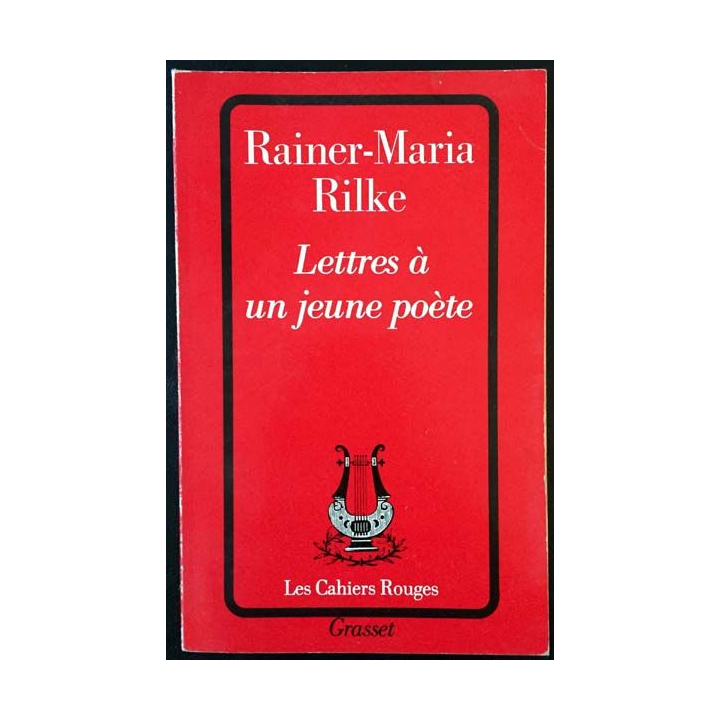 Rainer-Maria
Rilke
Lettres à
un jeune poète
Les Cahiers Rouges
Grasset